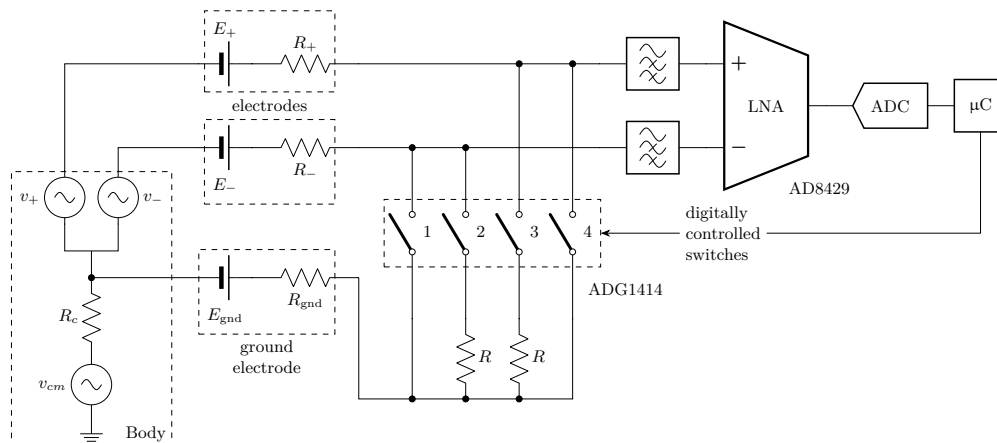 E+
R+
electrodes
LNA
+
−
AD8429
ADC
µC
E−
R−
v+
v−
1
2
3
4
digitally
controlled
switches
ADG1414
Rc
Egnd
Rgnd
ground
electrode
R
R
vcm
Body